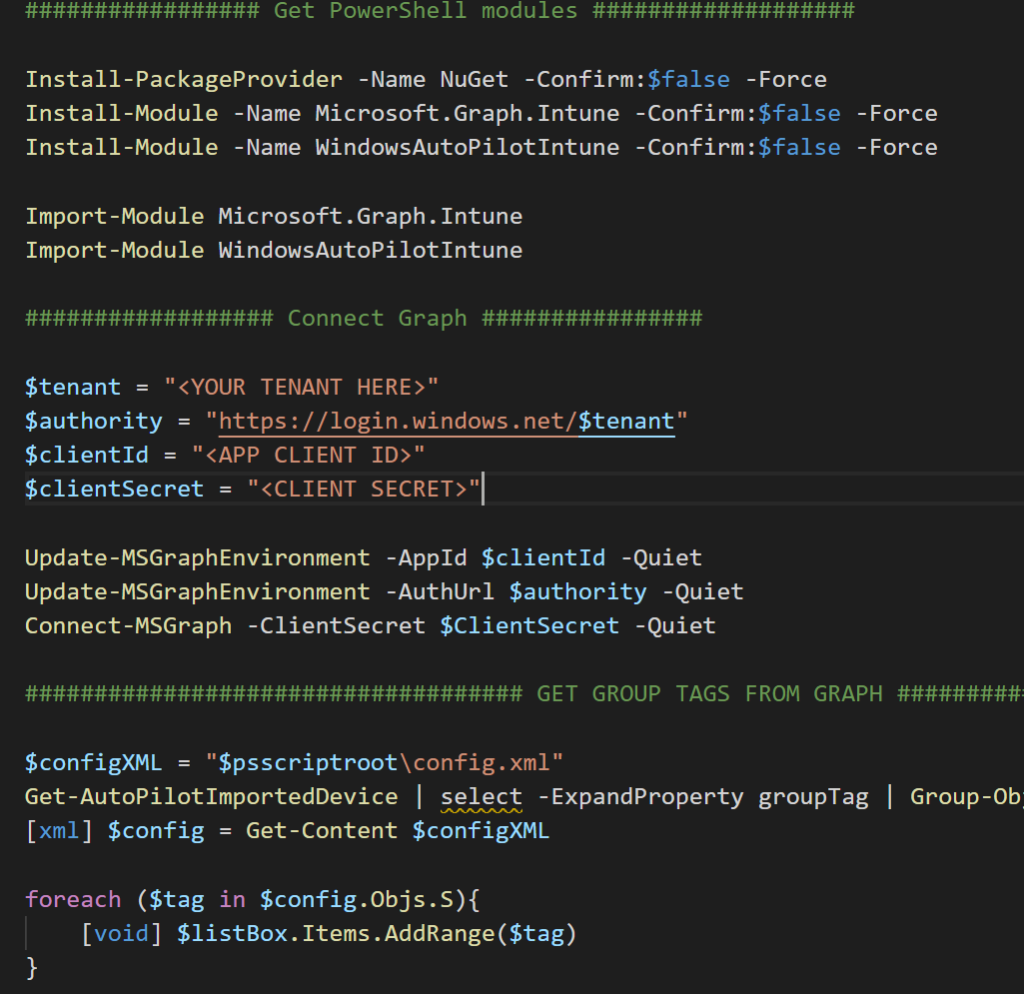 ################# Get PowerShell modules ###################
Install-PackageProvider -Name NuGet -Confirm:$false -Force
Install-Module -Name Microsoft.Graph.Intune -Confirm:$false -Force
Install-Module -Name WindowsAutoPilotIntune -Confirm:$false -Force
Import-Module Microsoft.Graph.Intune
Import-Module WindowsAutoPilotIntune
################## Connect Graph ################
$tenant = "<YOUR TENANT HERE>"
$authority = "https://login.windows.net/$tenant"
$clientId = "<APP CLIENT ID>"
$clientSecret = "<CLIENT SECRET>"
Update-MSGraphEnvironment -AppId $clientId -Quiet
Update-MSGraphEnvironment -AuthUrl $authority -Quiet
Connect-MSGraph -ClientSecret $ClientSecret -Quiet
#################################### GET GROUP TAGS FROM GRAPH #########
$configXML = "$psscriptroot\config.xml"
Get-AutoPilotImportedDevice | select -ExpandProperty groupTag | Group-Ob
[xml] $config = Get-Content $configXML
foreach ($tag in $config.Objs.S){
[void] $listBox.Items.AddRange($tag)
}